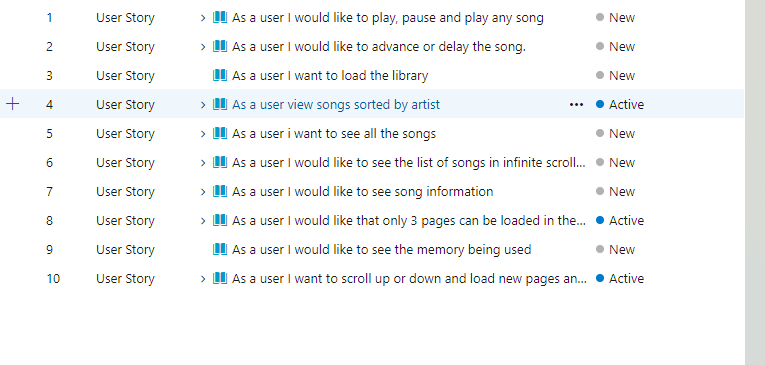 1 User Story > As a user I would like to play, pause and play any song New
2 User Story > As a user I would like to advance or delay the song. New
3 User Story As a user I want to load the library New
+ 4 User Story > As a user view songs sorted by artist ... Active
5 User Story > As a user i want to see all the songs New
6 User Story > As a user I would like to see the list of songs in infinite scroll... New
7 User Story > As a user I would like to see song information New
8 User Story > As a user I would like that only 3 pages can be loaded in the... Active
9 User Story As a user I would like to see the memory being used New
10 User Story > As a user I want to scroll up or down and load new pages an... Active